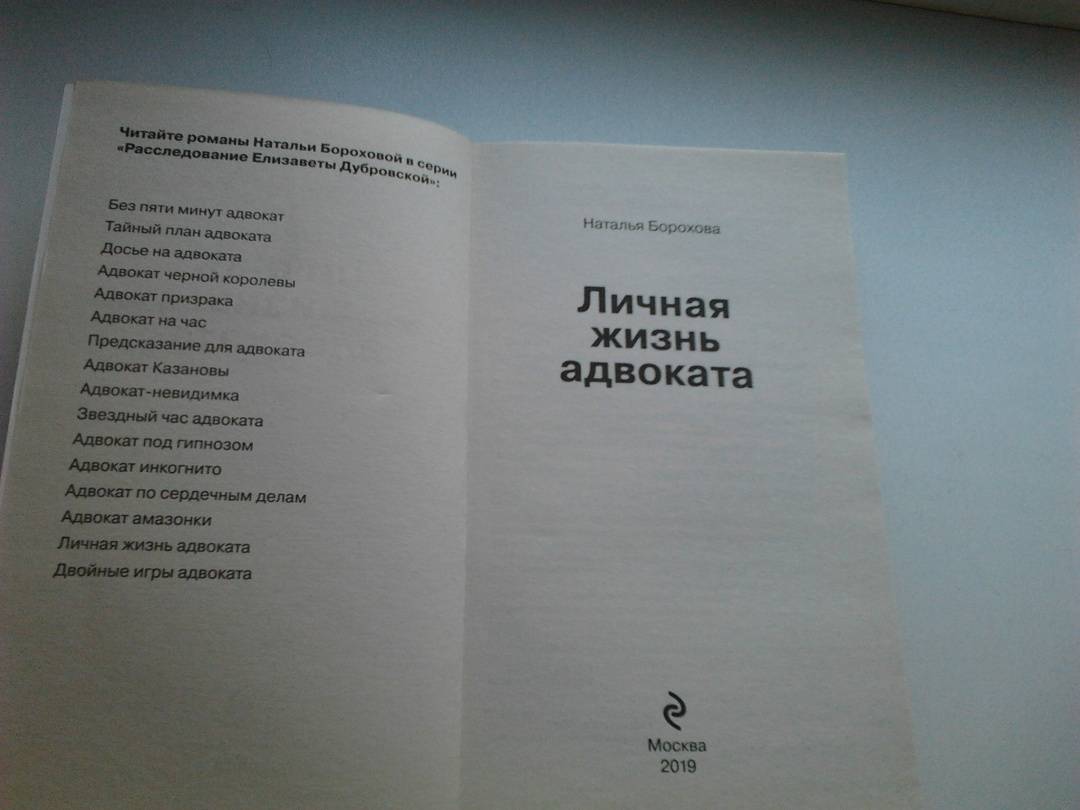 Читайте романы Натальи Бороховой в серии
«Расследование Елизаветы Дубровской»:
Без пяти минут адвокат
Тайный план адвоката
Досье на адвоката
Адвокат черной королевы
Адвокат призрака
Адвокат на час
Предсказание для адвоката
Адвокат Казановы
Адвокат-невидимка
Звездный час адвоката
Адвокат под гипнозом
Адвокат инкогнито
Адвокат по сердечным делам
Адвокат амазонки
Личная жизнь адвоката
Двойные игры адвоката
Наталья Борохова
Личная
жизнь
адвоката
Москва
2019